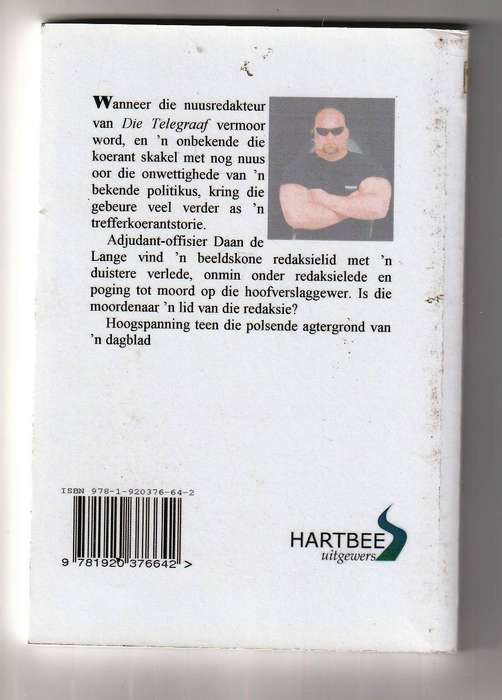 Wanneer die nuusredakteur
van Die Telegraaf vermoor
word, en 'n onbekende die
koerant skakel met nog nuus
oor die onwettighede van 'n
bekende politikus, kring die
gebeure veel verder as 'n
trefferkoerantstorie.
Adjudant-offisier Daan de
Lange vind 'n beeldskone redaksielid met 'n
duistere verlede, onmin onder redaksielede en
poging tot moord op die hoofverslaggewer. Is die
moordenaar 'n lid van die redaksie?
Hoogspanning teen die polsende agtergrond van
'n dagblad
ISBN 978-1-920376-64-2
9 781920 376642 >
HARTBEES
uitgewers